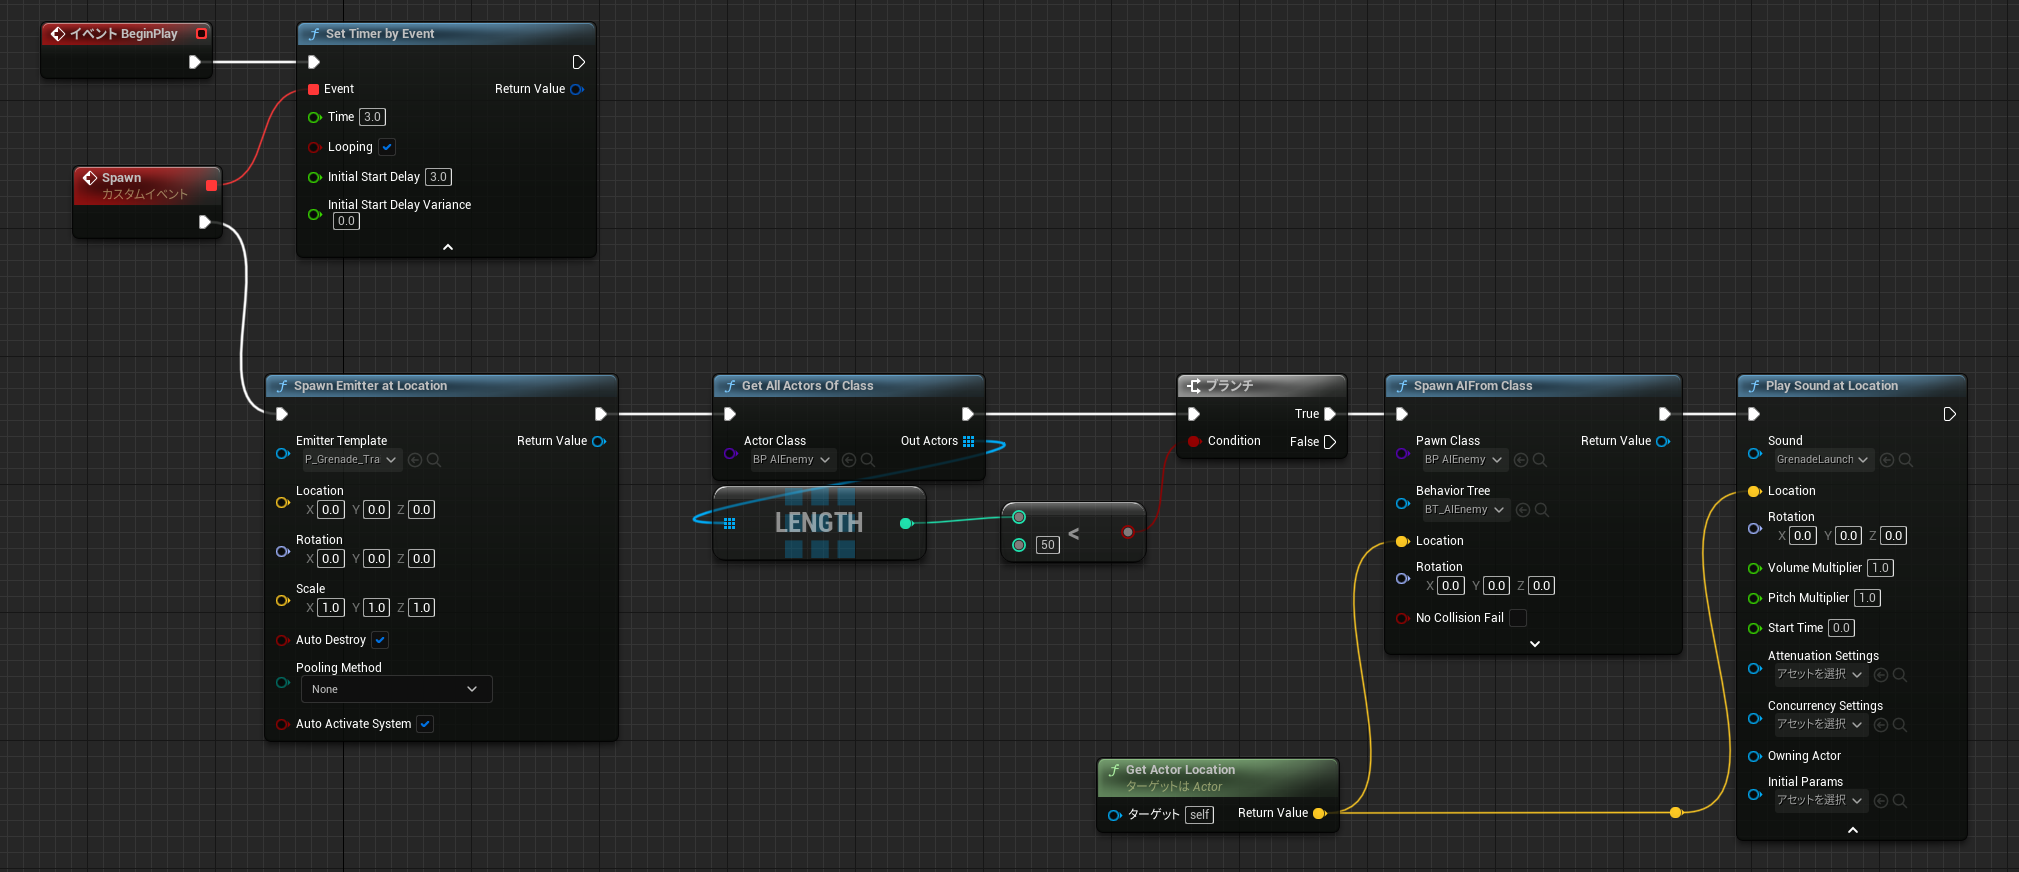 イベント BeginPlay
Set Timer by Event
Event
Return Value
Time 3.0
Looping
Initial Start Delay 3.0
Initial Start Delay Variance
0.0
Spawn
カスタムイベント
Spawn Emitter at Location
Emitter Template
Return Value
P_Grenade_Tra
Location
X 0.0 Y 0.0 Z 0.0
Rotation
X 0.0 Y 0.0 Z 0.0
Scale
X 1.0 Y 1.0 Z 1.0
Auto Destroy
Pooling Method
None
Auto Activate System
Get All Actors Of Class
Actor Class
Out Actors
BP AIEnemy
LENGTH
50
<
ブランチ
True
Condition
False
Spawn AIFrom Class
Pawn Class
Return Value
BP AIEnemy
Behavior Tree
BT_AIEnemy
Location
Rotation
X 0.0 Y 0.0 Z 0.0
No Collision Fail
Get Actor Location
ターゲットは Actor
ターゲット self
Return Value
Play Sound at Location
Sound
GrenadeLaunch
Location
Rotation
X 0.0 Y 0.0 Z 0.0
Volume Multiplier 1.0
Pitch Multiplier 1.0
Start Time 0.0
Attenuation Settings
アセットを選択
Concurrency Settings
アセットを選択
Owning Actor
Initial Params
アセットを選択